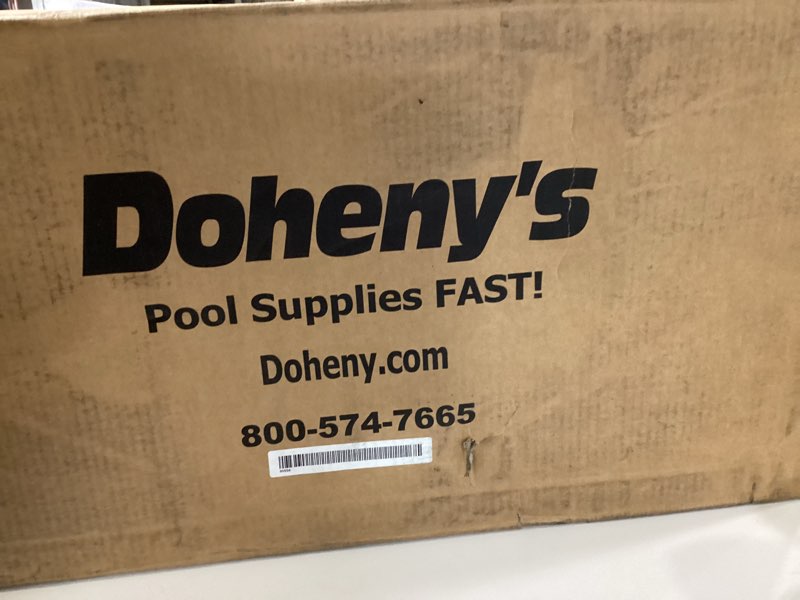 Doheny's
Pool Supplies FAST!
Doheny.com
800-574-7665